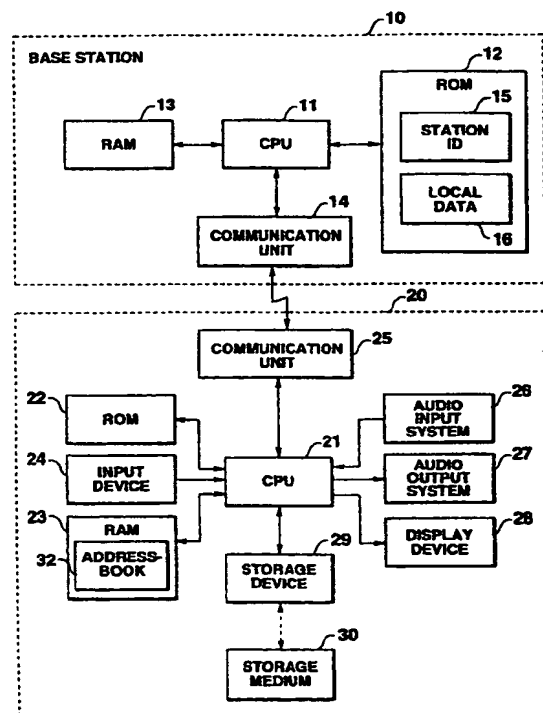 10
BASE STATION
12
ROM
13
RAM
11
CPU
15
STATION
ID
14
COMMUNICATION
UNIT
LOCAL
DATA
16
20
COMMUNICATION
UNIT
25
22
ROM
21
CPU
26
AUDIO INPUT
SYSTEM
24
INPUT
DEVICE
27
AUDIO
OUTPUT
SYSTEM
23
RAM
32
ADDRESS-
BOOK
29
STORAGE
DEVICE
28
DISPLAY
DEVICE
30
STORAGE
MEDIUM